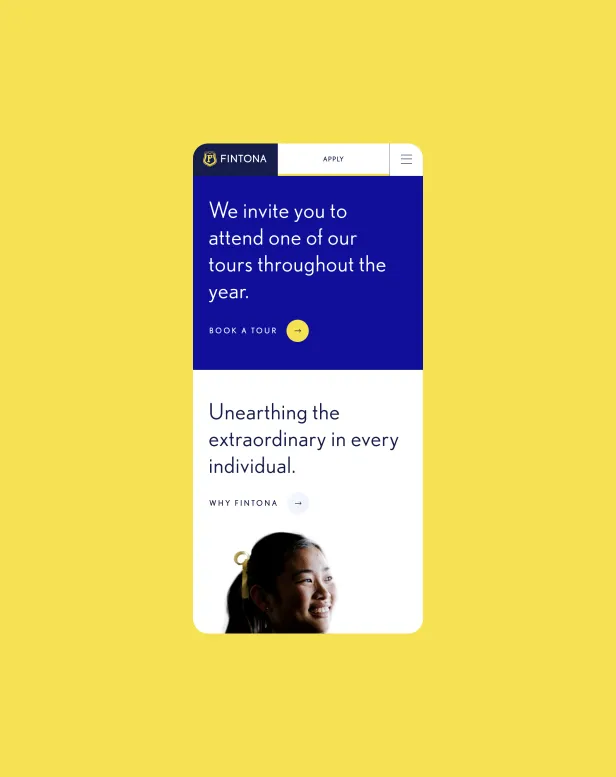 FINTONA
APPLY
We invite you to
attend one of our
tours throughout the
year.
BOOK A TOUR →
Unearthing the
extraordinary in every
individual.
WHY FINTONA →